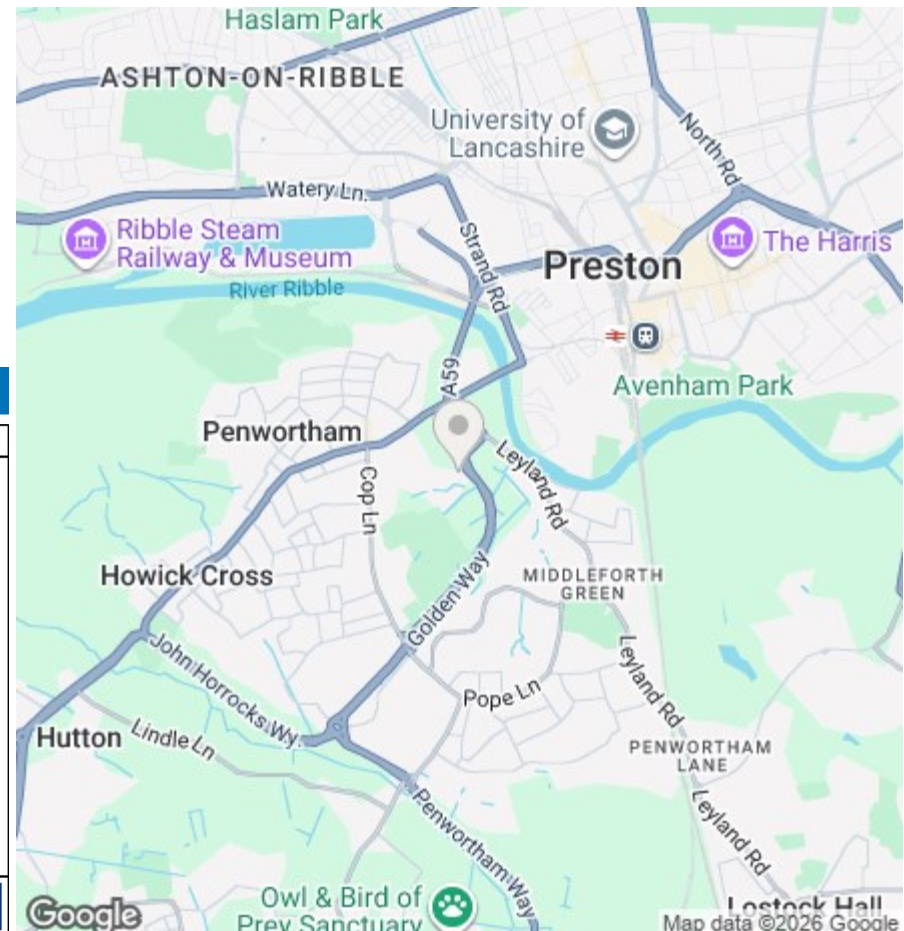 Haslam Park
ASHTON-ON-RIBBLE
University of
Lancashire
North Rd
Watery Ln.
Ribble Steam
Railway & Museum
Strand Rd
The Harris
Preston
River Ribble
A59
Avenham Park
Penwortham
Leyland Rd
Cop Ln
Howick Cross
MIDDLEFORTH
GREEN
Golden Way
John Horrocks Wy.
Leyland Rd
Pope Ln
Hutton
Lindle Ln
PENWORTHAM
LANE
Penwortham Way
Leyland Rd
Owl & Bird of
Prey Sanctuary
Lostock Hall
Google
Map data ©2026 Google